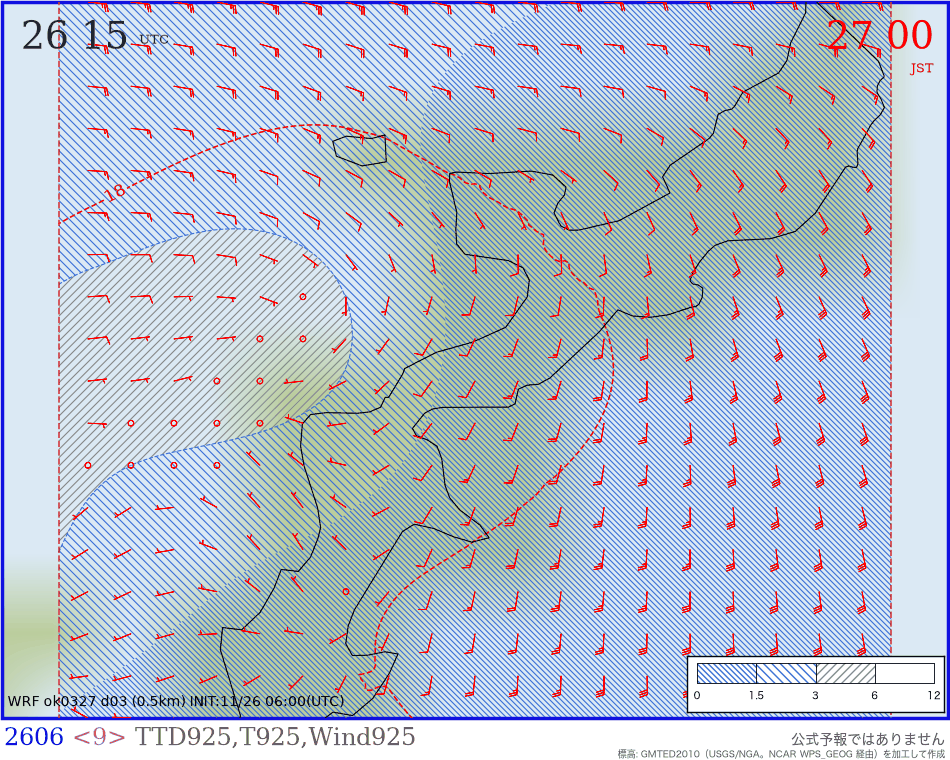 26 15 UTC
27 00
JST
18
0 1.5 3 6 12
WRF ok0327 d03 (0.5km) INIT:11/26 06:00(UTC)
2606 <9> TTD925,T925,Wind925
公式予報ではありません
標高: GMTED2010（USGS/NGA。NCAR WPS_GEOG 経由）を加工して作成